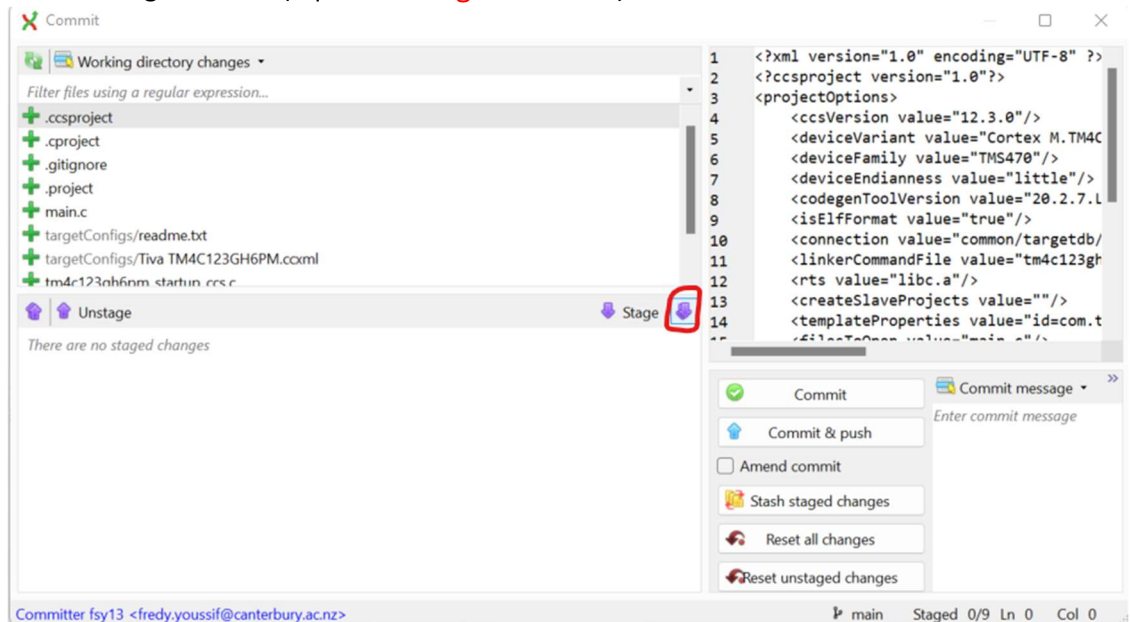 Commit
Working directory changes
Filter files using a regular expression...
.ccsproject
.cproject
.gitignore
.project
main.c
targetConfigs/readme.txt
targetConfigs/Tiva TM4C123GH6PM.ccxml
tm4c123gh6pm_startup_ccs.c
Unstage
Stage
There are no staged changes
1 <?xml version="1.0" encoding="UTF-8" ?>
2 <?ccsproject version="1.0"?>
3 <projectOptions>
4 <ccsVersion value="12.3.0"/>
5 <deviceVariant value="Cortex M.TM4C
6 <deviceFamily value="TMS470"/>
7 <deviceEndianness value="little"/>
8 <codegenToolVersion value="20.2.7.L
9 <isElfFormat value="true"/>
10 <connection value="common/targetdb/
11 <linkerCommandFile value="tm4c123gh
12 <rts value="libc.a"/>
13 <createSlaveProjects value=""/>
14 <templateProperties value="id=com.t
15 <filesToOpen value="main.c"/>
Commit
Commit & push
Amend commit
Stash staged changes
Reset all changes
Reset unstaged changes
Commit message
Enter commit message
Committer fsy13 <fredy.youssif@canterbury.ac.nz>
main
Staged 0/9 Ln 0 Col 0